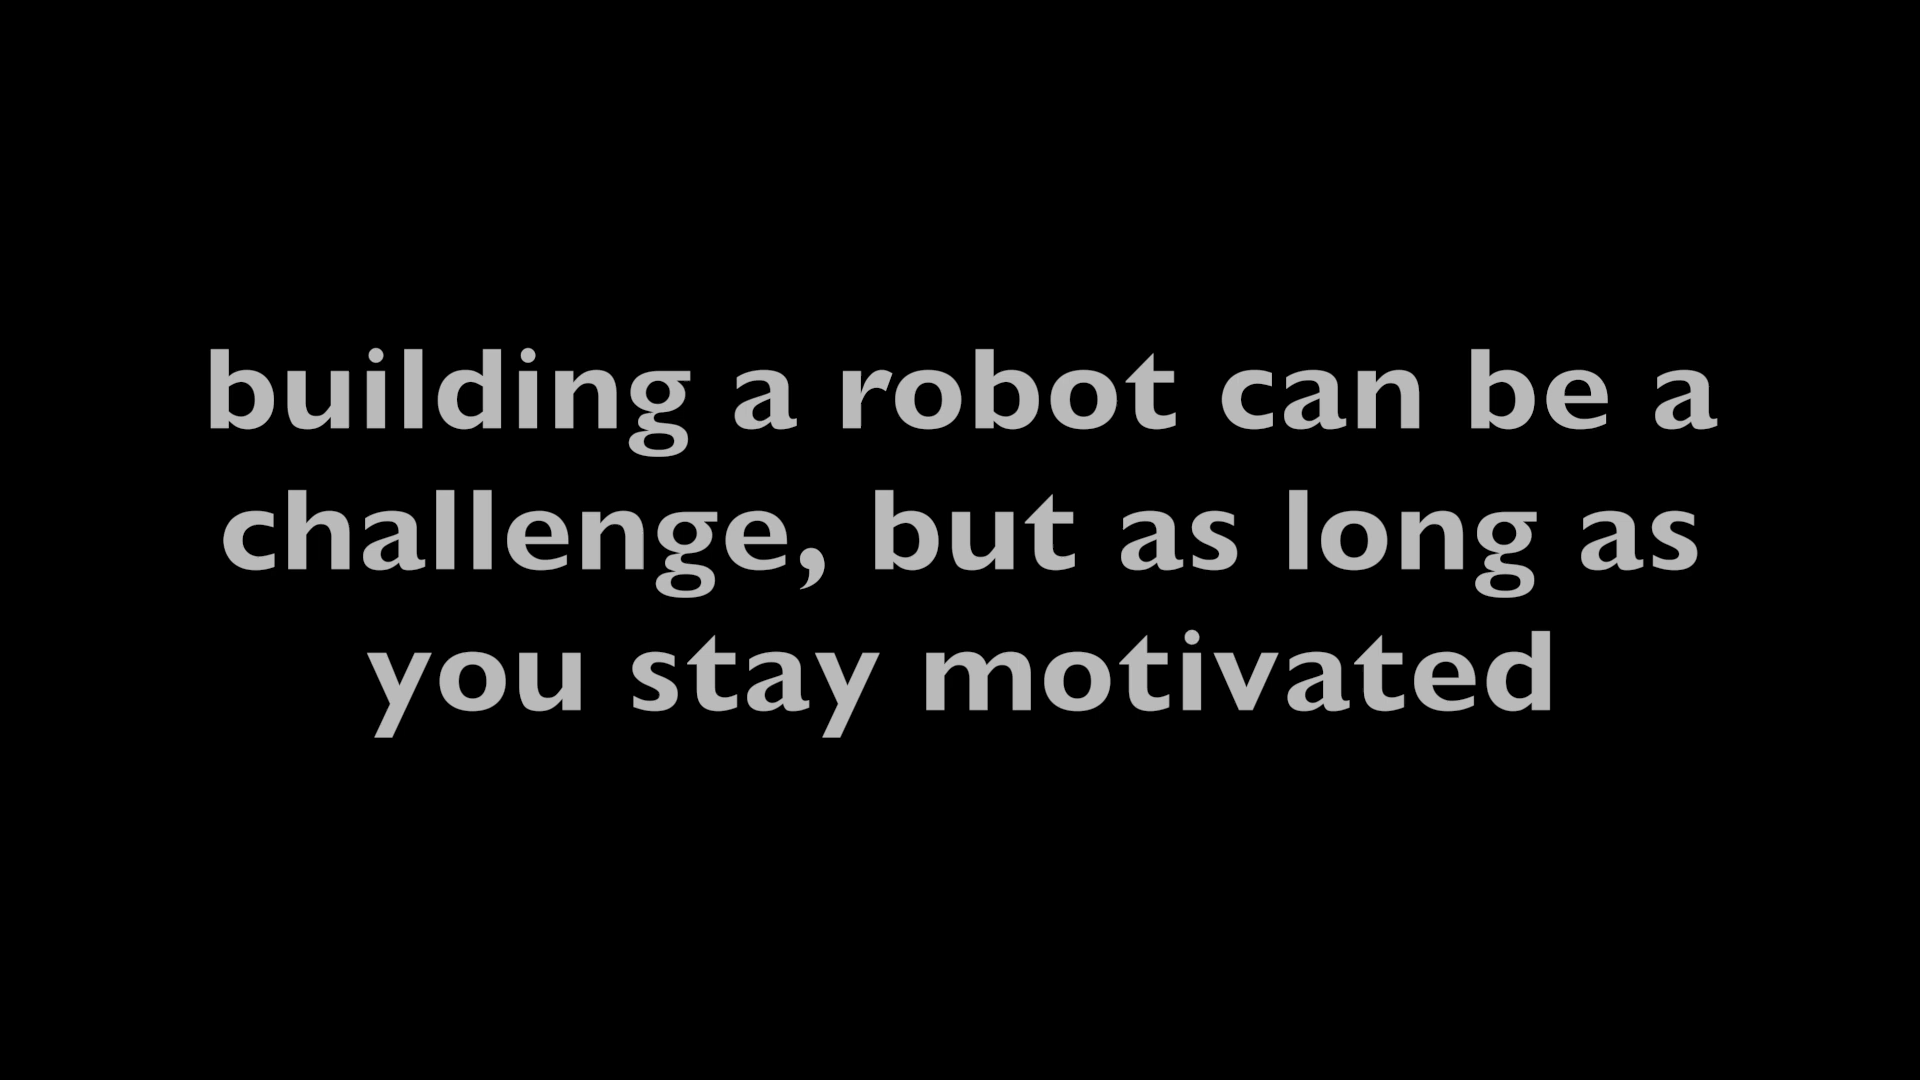 building a robot can be a
challenge, but as long as
you stay motivated